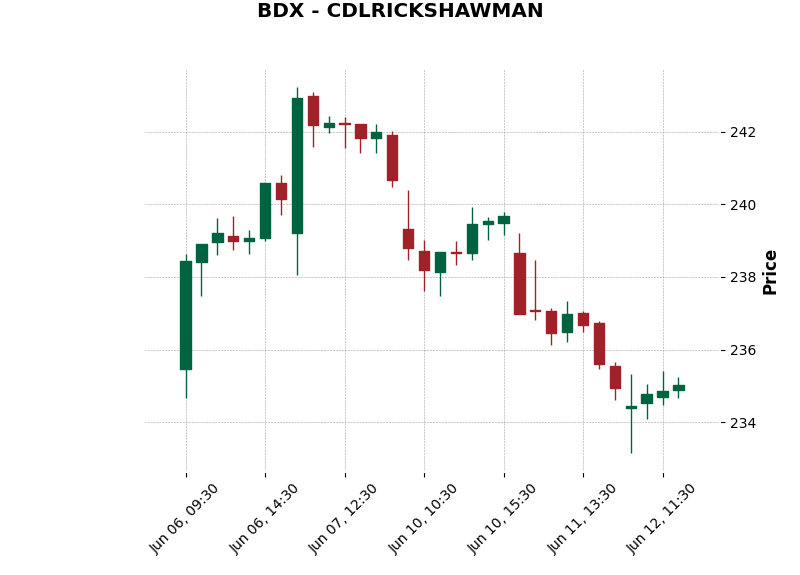 BDX - CDLRICKSHAWMAN
242
240
238
236
234
Price
Jun 06, 09:30
Jun 06, 14:30
Jun 07, 12:30
Jun 10, 10:30
Jun 10, 15:30
Jun 11, 13:30
Jun 12, 11:30